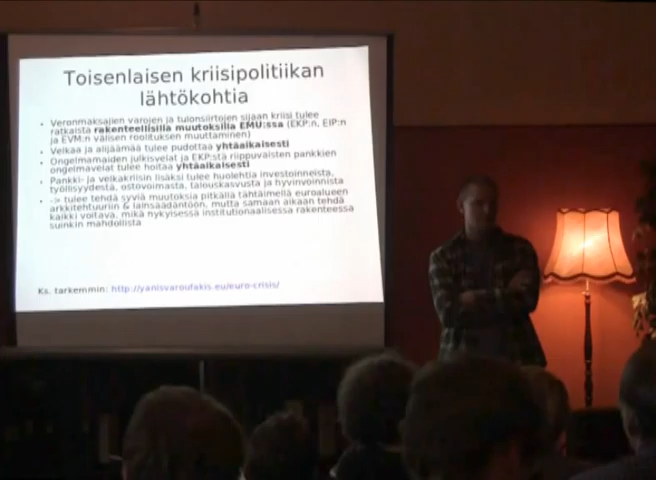 Toisenlaisen kriisipolitiikan
lähtökohtia
• Veronmaksajien varojen ja tulonsiirtojen sijaan kriisi tulee
ratkaista rakenteellisilla muutoksilla EMU:ssa (EKP:n, EIP:n
ja EVM:n välisen roolituksen muuttaminen)
• Velkaa ja alijäämää tulee pudottaa yhtäaikaisesti
• Ongelmamaiden julkisvelat ja EKP:stä riippuvaisten pankkien
ongelmavelat tulee hoitaa yhtäaikaisesti
• Pankki- ja velkakriisin lisäksi tulee huolehtia investoinneista,
työllisyydestä, ostovoimasta, talouskasvusta ja hyvinvoinnista
• -> tulee tehdä syviä muutoksia pitkällä tähtäimellä euroalueen
arkkitehtuuriin & lainsäädäntöön, mutta samaan aikaan tehdä
kaikki voitava, mikä nykyisessä institutionaalisessa rakenteessa
suinkin mahdollista
Ks. tarkemmin: http://yanisvaroufakis.eu/euro-crisis/